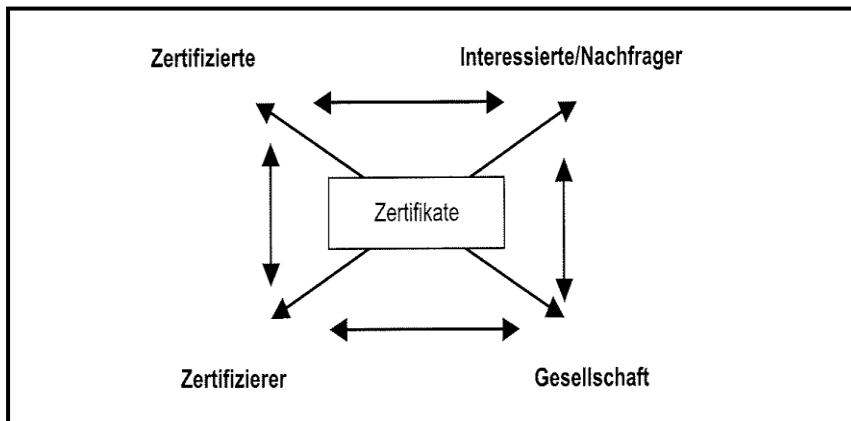 Zertifizierte
Interessierte/Nachfrager
Zertifikate
Zertifizierer
Gesellschaft